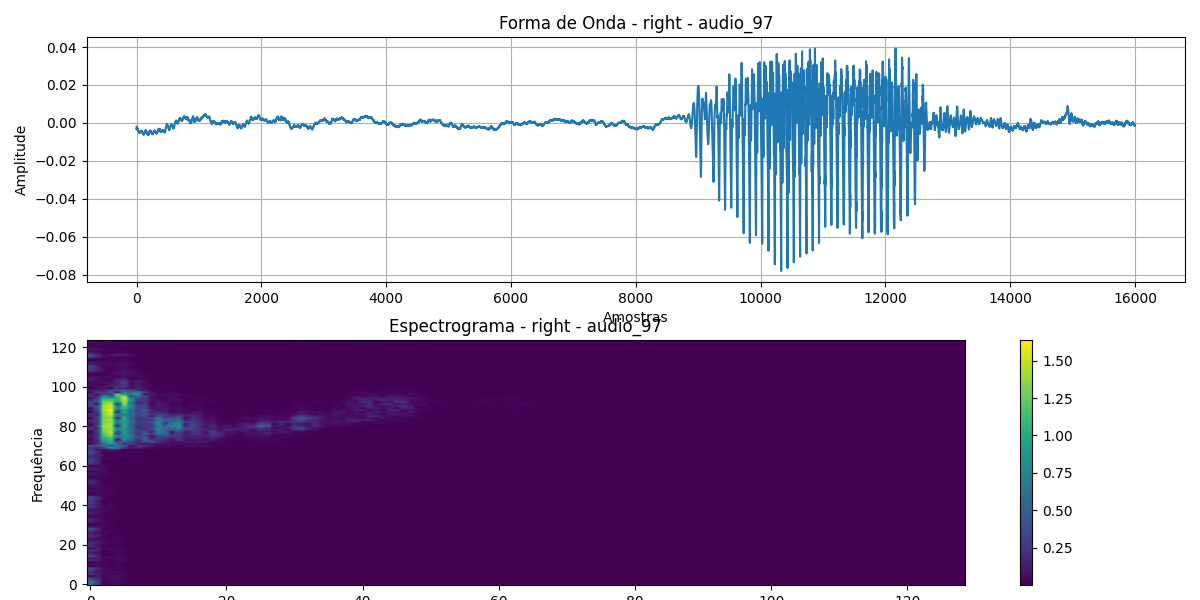 Forma de Onda - right - audio_97
Amplitude
0.04
0.02
0.00
−0.02
−0.04
−0.06
−0.08
0 2000 4000 6000 8000 10000 12000 14000 16000
Amostras
Espectrograma - right - audio_97
Frequência
120
100
80
60
40
20
0
0 20 40 60 80 100 120
1.50
1.25
1.00
0.75
0.50
0.25